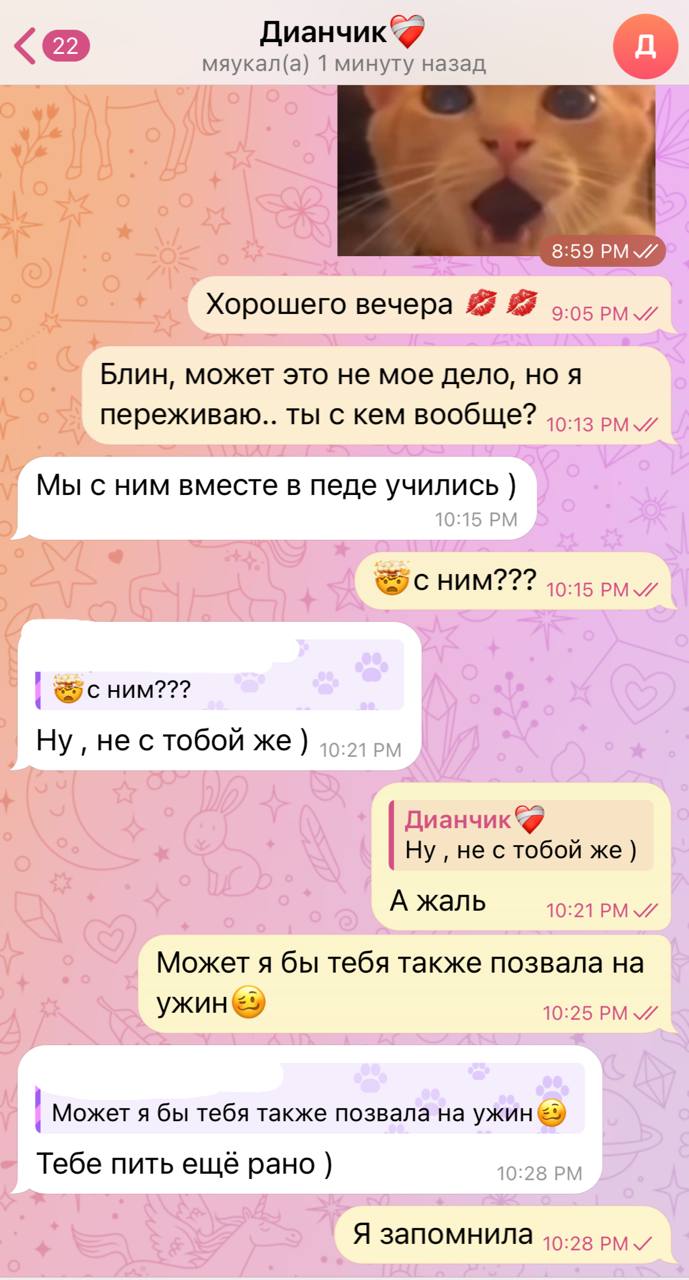 22
Дианчик❤️‍🩹
мяукал(а) 1 минуту назад
Д
8:59 PM
Хорошего вечера 💋 💋 9:05 PM
Блин, может это не мое дело, но я
переживаю.. ты с кем вообще? 10:13 PM
Мы с ним вместе в педе учились )
10:15 PM
🤯с ним??? 10:15 PM
🤯с ним???
Ну , не с тобой же ) 10:21 PM
Дианчик❤️‍🩹
Ну , не с тобой же )
А жаль 10:21 PM
Может я бы тебя также позвала на
ужин🥴 10:25 PM
Может я бы тебя также позвала на ужин🥴
Тебе пить ещё рано ) 10:28 PM
Я запомнила 10:28 PM